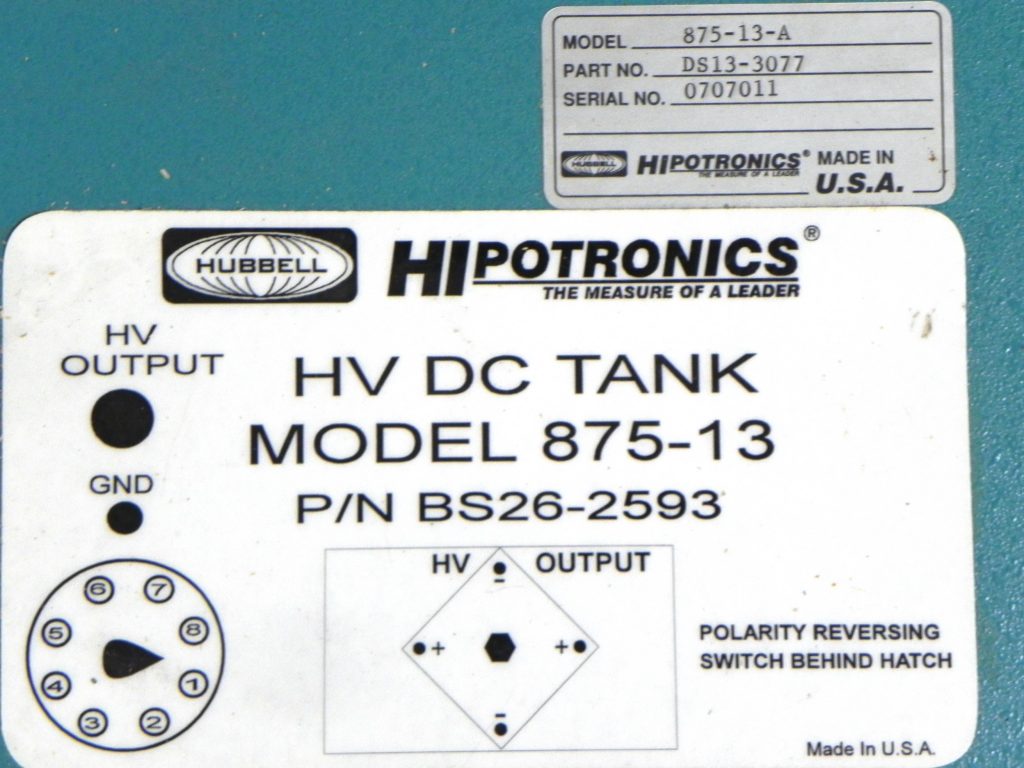 MODEL 875-13-A
PART NO. DS13-3077
SERIAL NO. 0707011
HUBBELL HIPOTRONICS® MADE IN
THE MEASURE OF A LEADER
U.S.A.
HUBBELL HIPOTRONICS®
THE MEASURE OF A LEADER
HV
OUTPUT
HV DC TANK
MODEL 875-13
GND
P/N BS26-2593
HV OUTPUT
-
+ +
-
6 7
5 8
4 1
3 2
POLARITY REVERSING
SWITCH BEHIND HATCH
Made In U.S.A.